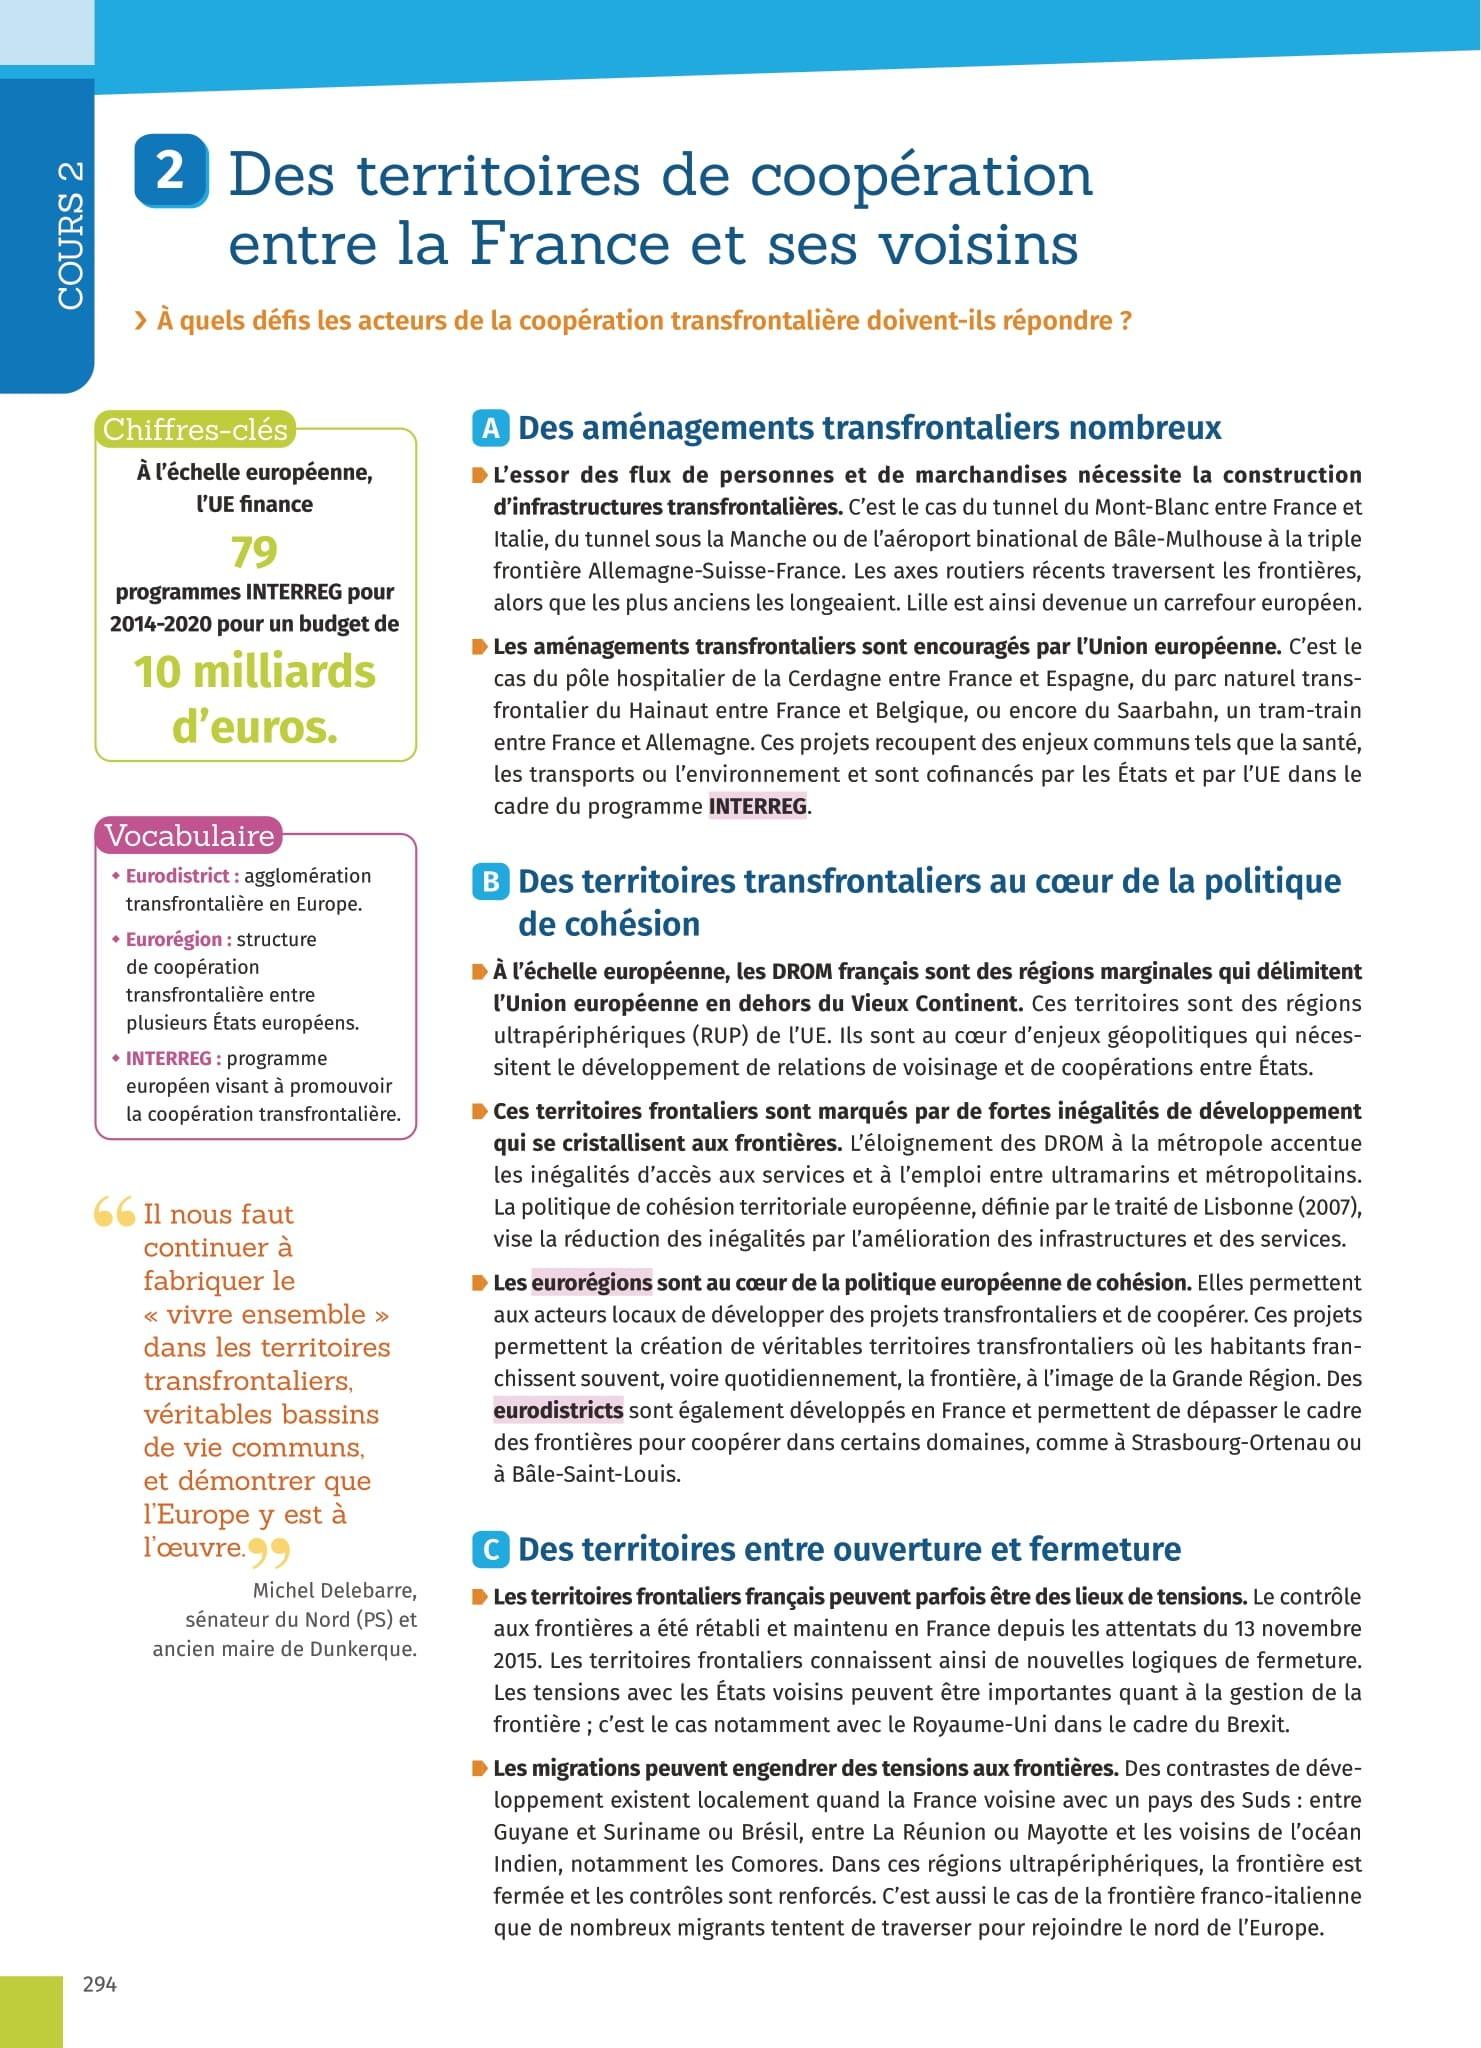 COURS 2
2 Des territoires de coopération
entre la France et ses voisins
› À quels défis les acteurs de la coopération transfrontalière doivent-ils répondre ?
Chiffres-clés
À l’échelle européenne,
l’UE finance
79
programmes INTERREG pour
2014-2020 pour un budget de
10 milliards
d’euros.
Vocabulaire
• Eurodistrict : agglomération
transfrontalière en Europe.
• Eurorégion : structure
de coopération
transfrontalière entre
plusieurs États européens.
• INTERREG : programme
européen visant à promouvoir
la coopération transfrontalière.
“ Il nous faut
continuer à
fabriquer le
« vivre ensemble »
dans les territoires
transfrontaliers,
véritables bassins
de vie communs,
et démontrer que
l’Europe y est à
l’œuvre. ”
Michel Delebarre,
sénateur du Nord (PS) et
ancien maire de Dunkerque.
A Des aménagements transfrontaliers nombreux
L’essor des flux de personnes et de marchandises nécessite la construction
d’infrastructures transfrontalières. C’est le cas du tunnel du Mont-Blanc entre France et
Italie, du tunnel sous la Manche ou de l’aéroport binational de Bâle-Mulhouse à la triple
frontière Allemagne-Suisse-France. Les axes routiers récents traversent les frontières,
alors que les plus anciens les longeaient. Lille est ainsi devenue un carrefour européen.
Les aménagements transfrontaliers sont encouragés par l’Union européenne. C’est le
cas du pôle hospitalier de la Cerdagne entre France et Espagne, du parc naturel trans-
frontalier du Hainaut entre France et Belgique, ou encore du Saarbahn, un tram-train
entre France et Allemagne. Ces projets recoupent des enjeux communs tels que la santé,
les transports ou l’environnement et sont cofinancés par les États et par l’UE dans le
cadre du programme INTERREG.
B Des territoires transfrontaliers au cœur de la politique
de cohésion
À l’échelle européenne, les DROM français sont des régions marginales qui délimitent
l’Union européenne en dehors du Vieux Continent. Ces territoires sont des régions
ultrapériphériques (RUP) de l’UE. Ils sont au cœur d’enjeux géopolitiques qui néces-
sitent le développement de relations de voisinage et de coopérations entre États.
Ces territoires frontaliers sont marqués par de fortes inégalités de développement
qui se cristallisent aux frontières. L’éloignement des DROM à la métropole accentue
les inégalités d’accès aux services et à l’emploi entre ultramarins et métropolitains.
La politique de cohésion territoriale européenne, définie par le traité de Lisbonne (2007),
vise la réduction des inégalités par l’amélioration des infrastructures et des services.
Les eurorégions sont au cœur de la politique européenne de cohésion. Elles permettent
aux acteurs locaux de développer des projets transfrontaliers et de coopérer. Ces projets
permettent la création de véritables territoires transfrontaliers où les habitants fran-
chissent souvent, voire quotidiennement, la frontière, à l’image de la Grande Région. Des
eurodistricts sont également développés en France et permettent de dépasser le cadre
des frontières pour coopérer dans certains domaines, comme à Strasbourg-Ortenau ou
à Bâle-Saint-Louis.
C Des territoires entre ouverture et fermeture
Les territoires frontaliers français peuvent parfois être des lieux de tensions. Le contrôle
aux frontières a été rétabli et maintenu en France depuis les attentats du 13 novembre
2015. Les territoires frontaliers connaissent ainsi de nouvelles logiques de fermeture.
Les tensions avec les États voisins peuvent être importantes quant à la gestion de la
frontière ; c’est le cas notamment avec le Royaume-Uni dans le cadre du Brexit.
Les migrations peuvent engendrer des tensions aux frontières. Des contrastes de déve-
loppement existent localement quand la France voisine avec un pays des Suds : entre
Guyane et Suriname ou Brésil, entre La Réunion ou Mayotte et les voisins de l’océan
Indien, notamment les Comores. Dans ces régions ultrapériphériques, la frontière est
fermée et les contrôles sont renforcés. C’est aussi le cas de la frontière franco-italienne
que de nombreux migrants tentent de traverser pour rejoindre le nord de l’Europe.
294